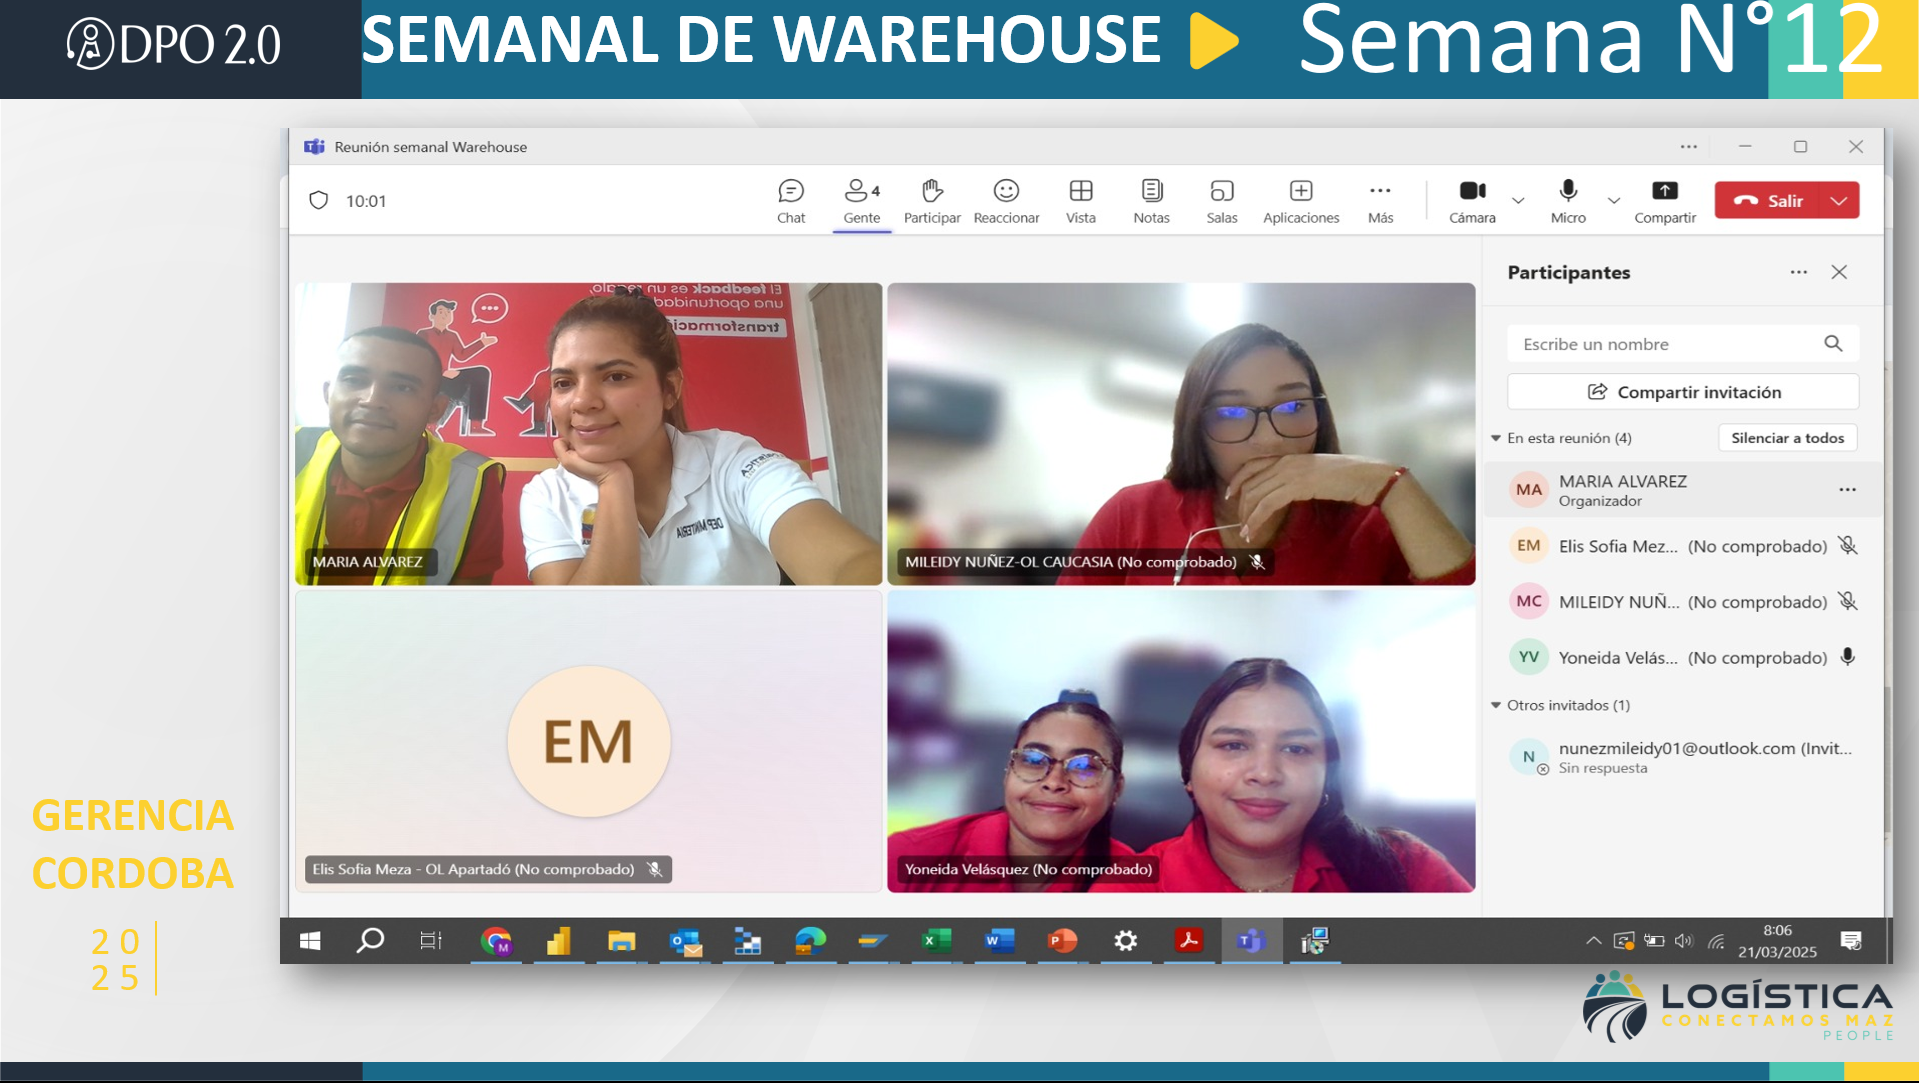 DPO 2.0
SEMANAL DE WAREHOUSE
Semana N°12
Reunión semanal Warehouse
10:01
Chat
4
Gente
Participar
Reaccionar
Vista
Notas
Salas
Aplicaciones
Más
Cámara
Micro
Compartir
Salir
El feedback es un regalo,
una oportunidad
MARIA ALVAREZ
MILEIDY NUÑEZ-OL CAUCASIA (No comprobado)
EM
Elis Sofia Meza - OL Apartadó (No comprobado)
Yoneida Velásquez (No comprobado)
Participantes
Escribe un nombre
Compartir invitación
En esta reunión (4)
Silenciar a todos
MA
MARIA ALVAREZ
Organizador
EM
Elis Sofia Mez... (No comprobado)
MC
MILEIDY NUÑ... (No comprobado)
YV
Yoneida Velás... (No comprobado)
Otros invitados (1)
N
nunezmileidy01@outlook.com (Invit...
Sin respuesta
GERENCIA
CORDOBA
20
25
8:06
21/03/2025
LOGÍSTICA
CONECTAMOS MAZ
PEOPLE